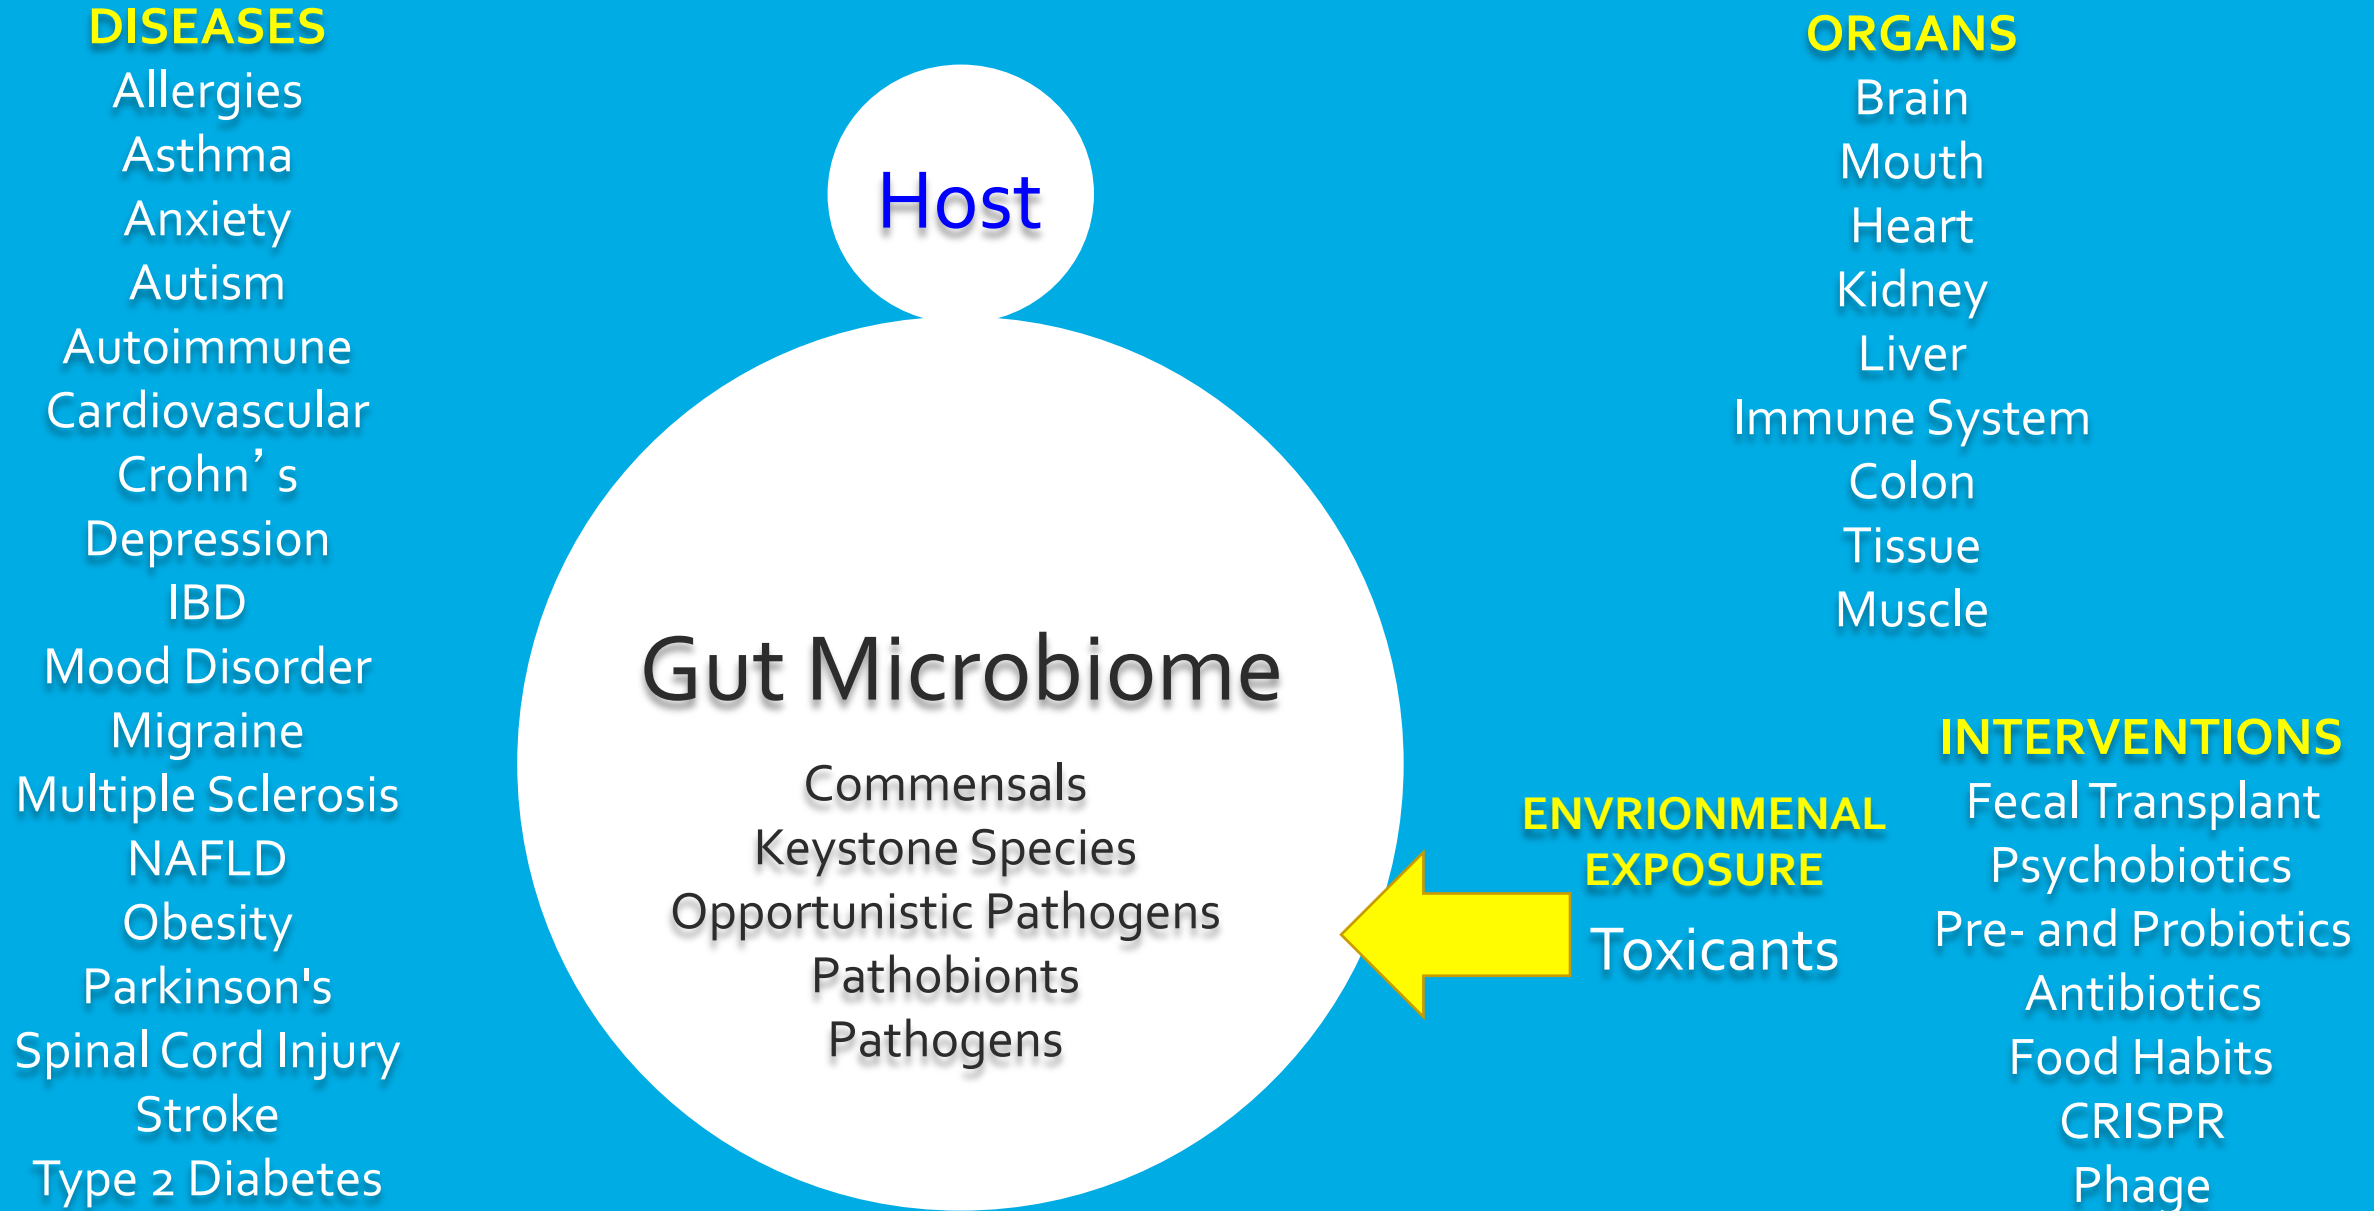 DISEASES
Allergies
Asthma
Anxiety
Autism
Autoimmune
Cardiovascular
Crohn’s
Depression
IBD
Mood Disorder
Migraine
Multiple Sclerosis
NAFLD
Obesity
Parkinson's
Spinal Cord Injury
Stroke
Type 2 Diabetes
Host
Gut Microbiome
Commensals
Keystone Species
Opportunistic Pathogens
Pathobionts
Pathogens
ENVRIONMENAL
EXPOSURE
Toxicants
ORGANS
Brain
Mouth
Heart
Kidney
Liver
Immune System
Colon
Tissue
Muscle
INTERVENTIONS
Fecal Transplant
Psychobiotics
Pre- and Probiotics
Antibiotics
Food Habits
CRISPR
Phage